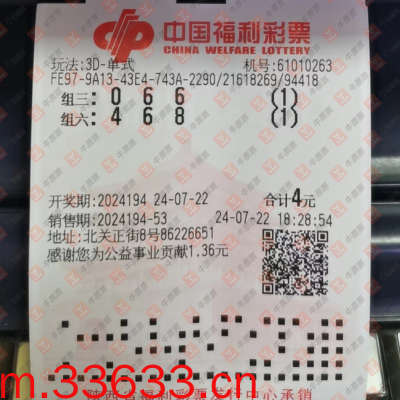 中国福利彩票
CHINA WELFARE LOTTERY
玩法:3D-单式 机号:61010263
FE97-9A13-43E4-743A-2290/21618269/94418
组三: 0 6 6 (1)
组六: 4 6 8 (1)
开奖期:2024194 24-07-22 合计4元
销售期:2024194-53 24-07-22 18:28:54
地址:北关正街8号86226651
感谢您为公益事业贡献1.36元
m.33633.cn